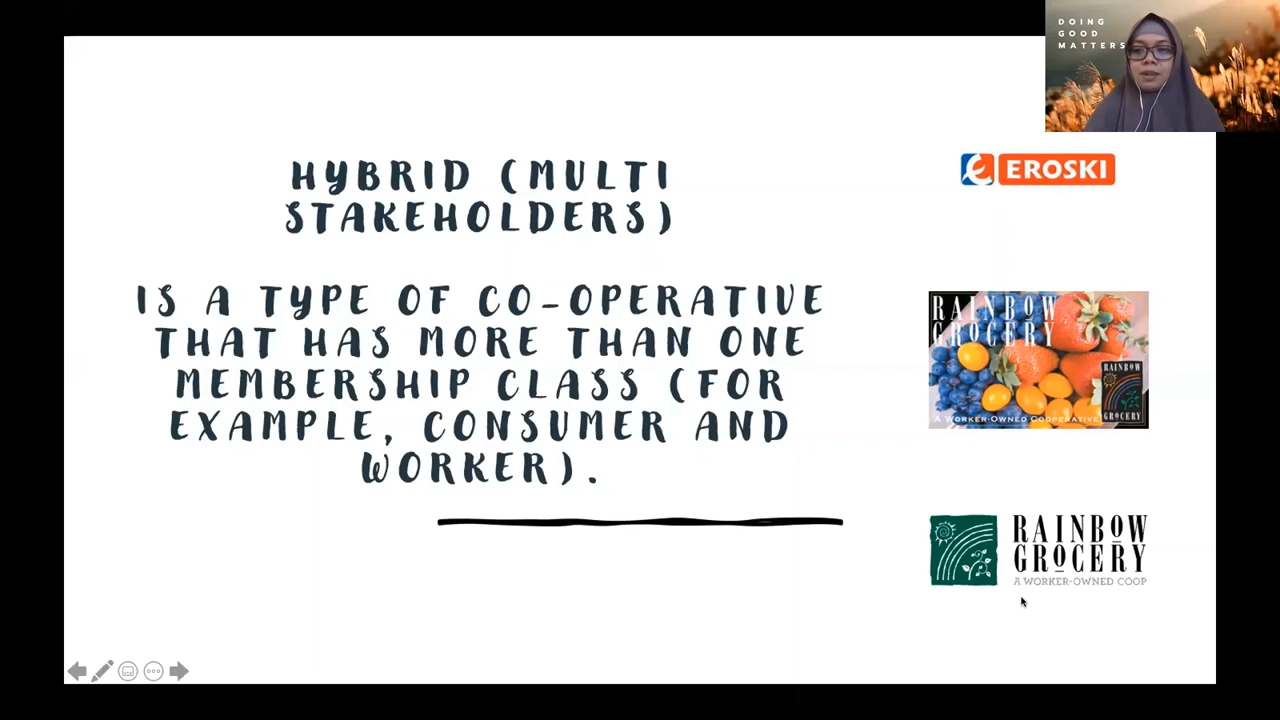 DOING
GOOD
MATTERS
HYBRID (MULTI
STAKEHOLDERS)
IS A TYPE OF CO-OPERATIVE
THAT HAS MORE THAN ONE
MEMBERSHIP CLASS (FOR
EXAMPLE, CONSUMER AND
WORKER).
EROSKI
RAINBOW
GROCERY
RAINBOW
GROCERY
A WORKER-OWNED COOPERATIVE
RAINBOW
GROCERY
A WORKER-OWNED COOP